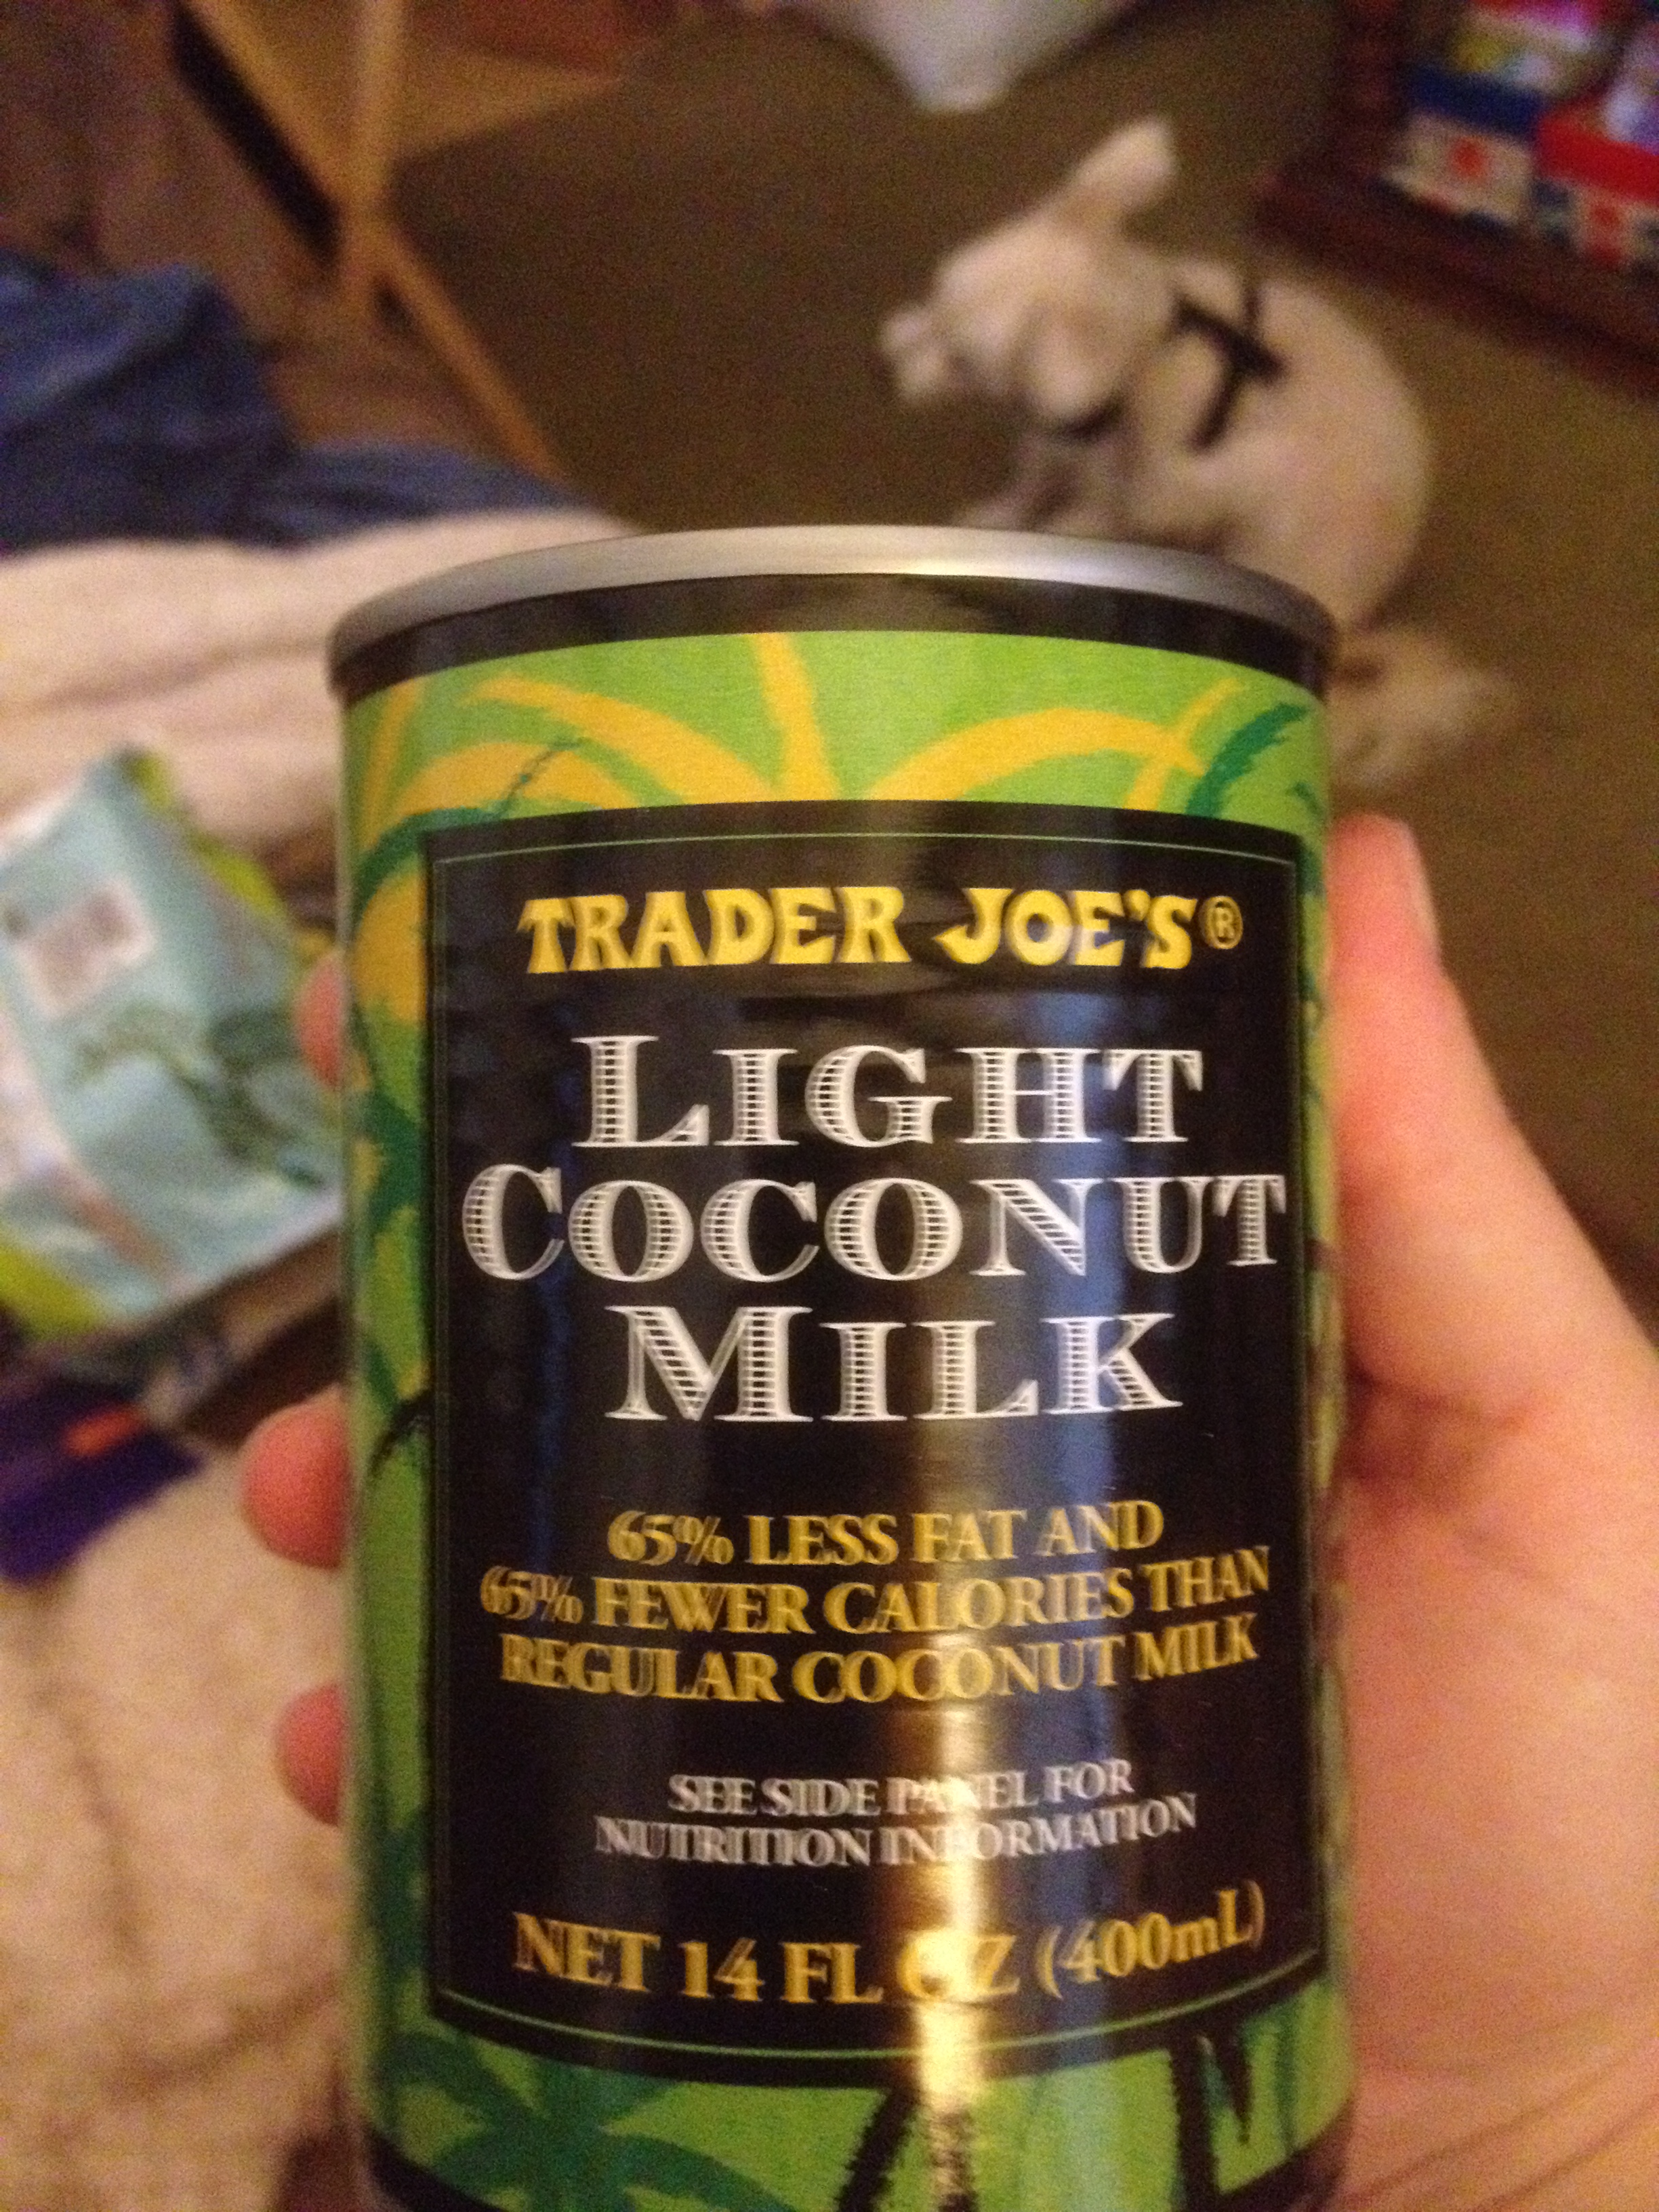 TRADER JOE'S®
LIGHT
COCONUT
MILK
65% LESS FAT AND
65% FEWER CALORIES THAN
REGULAR COCONUT MILK
SEE SIDE PANEL FOR
NUTRITION INFORMATION
NET 14 FL OZ (400mL)